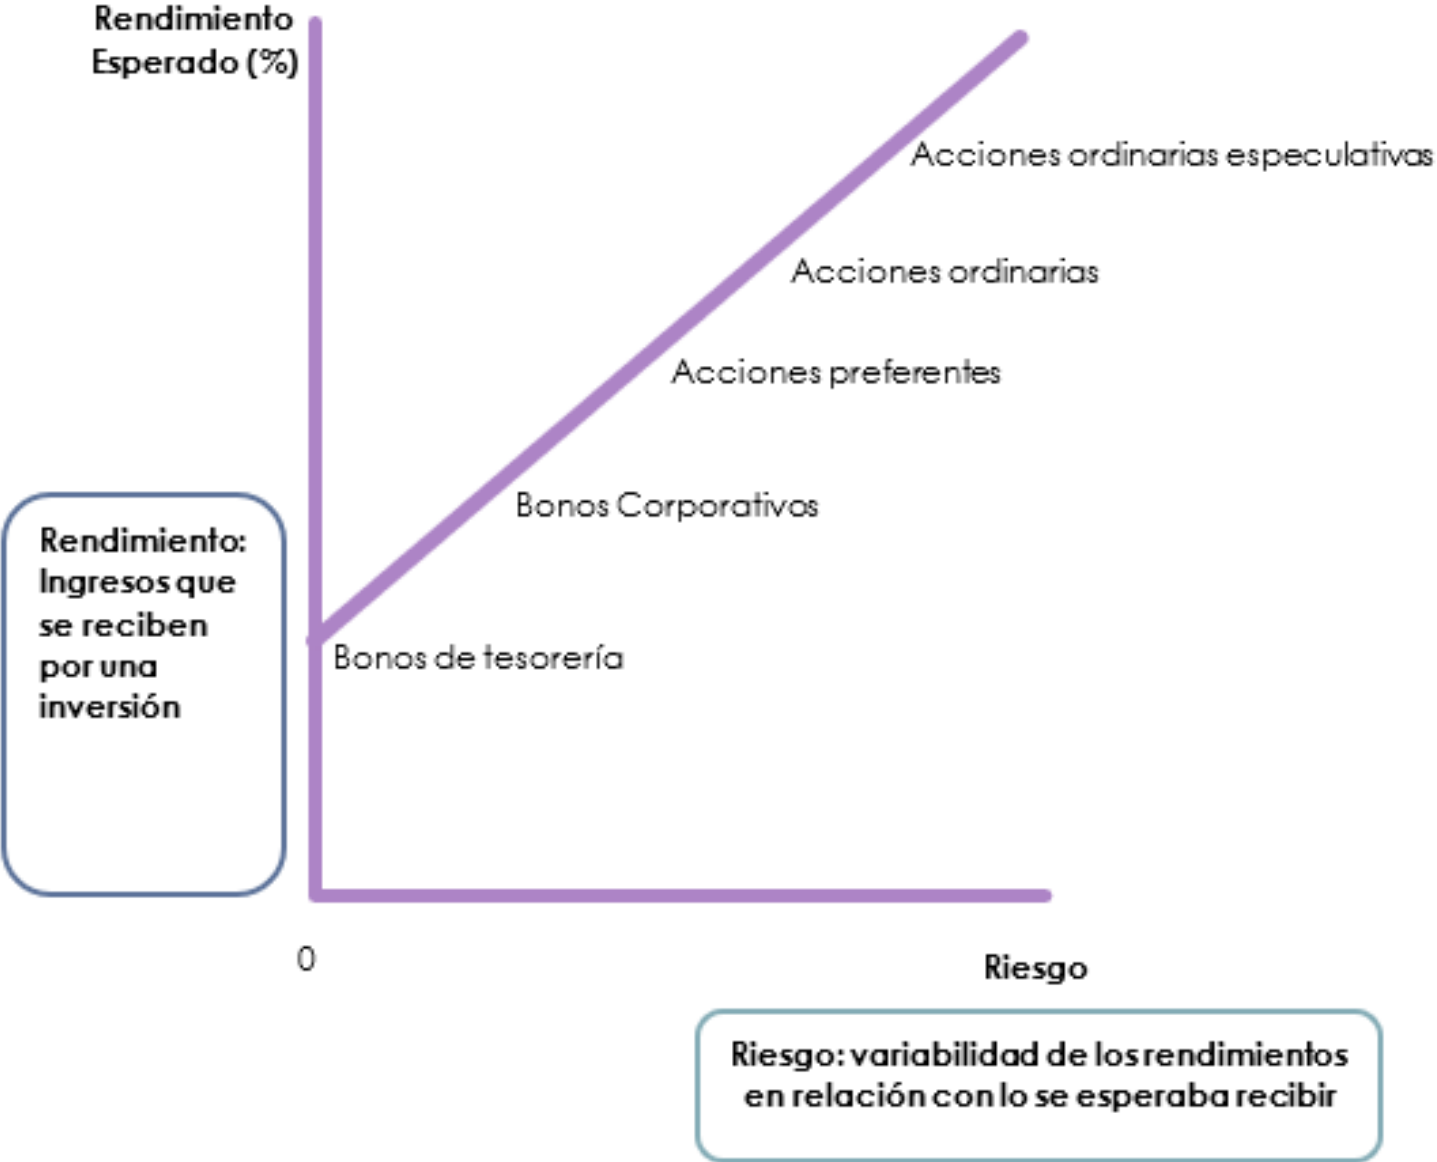 Rendimiento
Esperado (%)
Acciones ordinarias especulativas
Acciones ordinarias
Acciones preferentes
Bonos Corporativos
Rendimiento:
Ingresos que
se reciben
por una
inversión
Bonos de tesorería
0
Riesgo
Riesgo: variabilidad de los rendimientos
en relación con lo se esperaba recibir